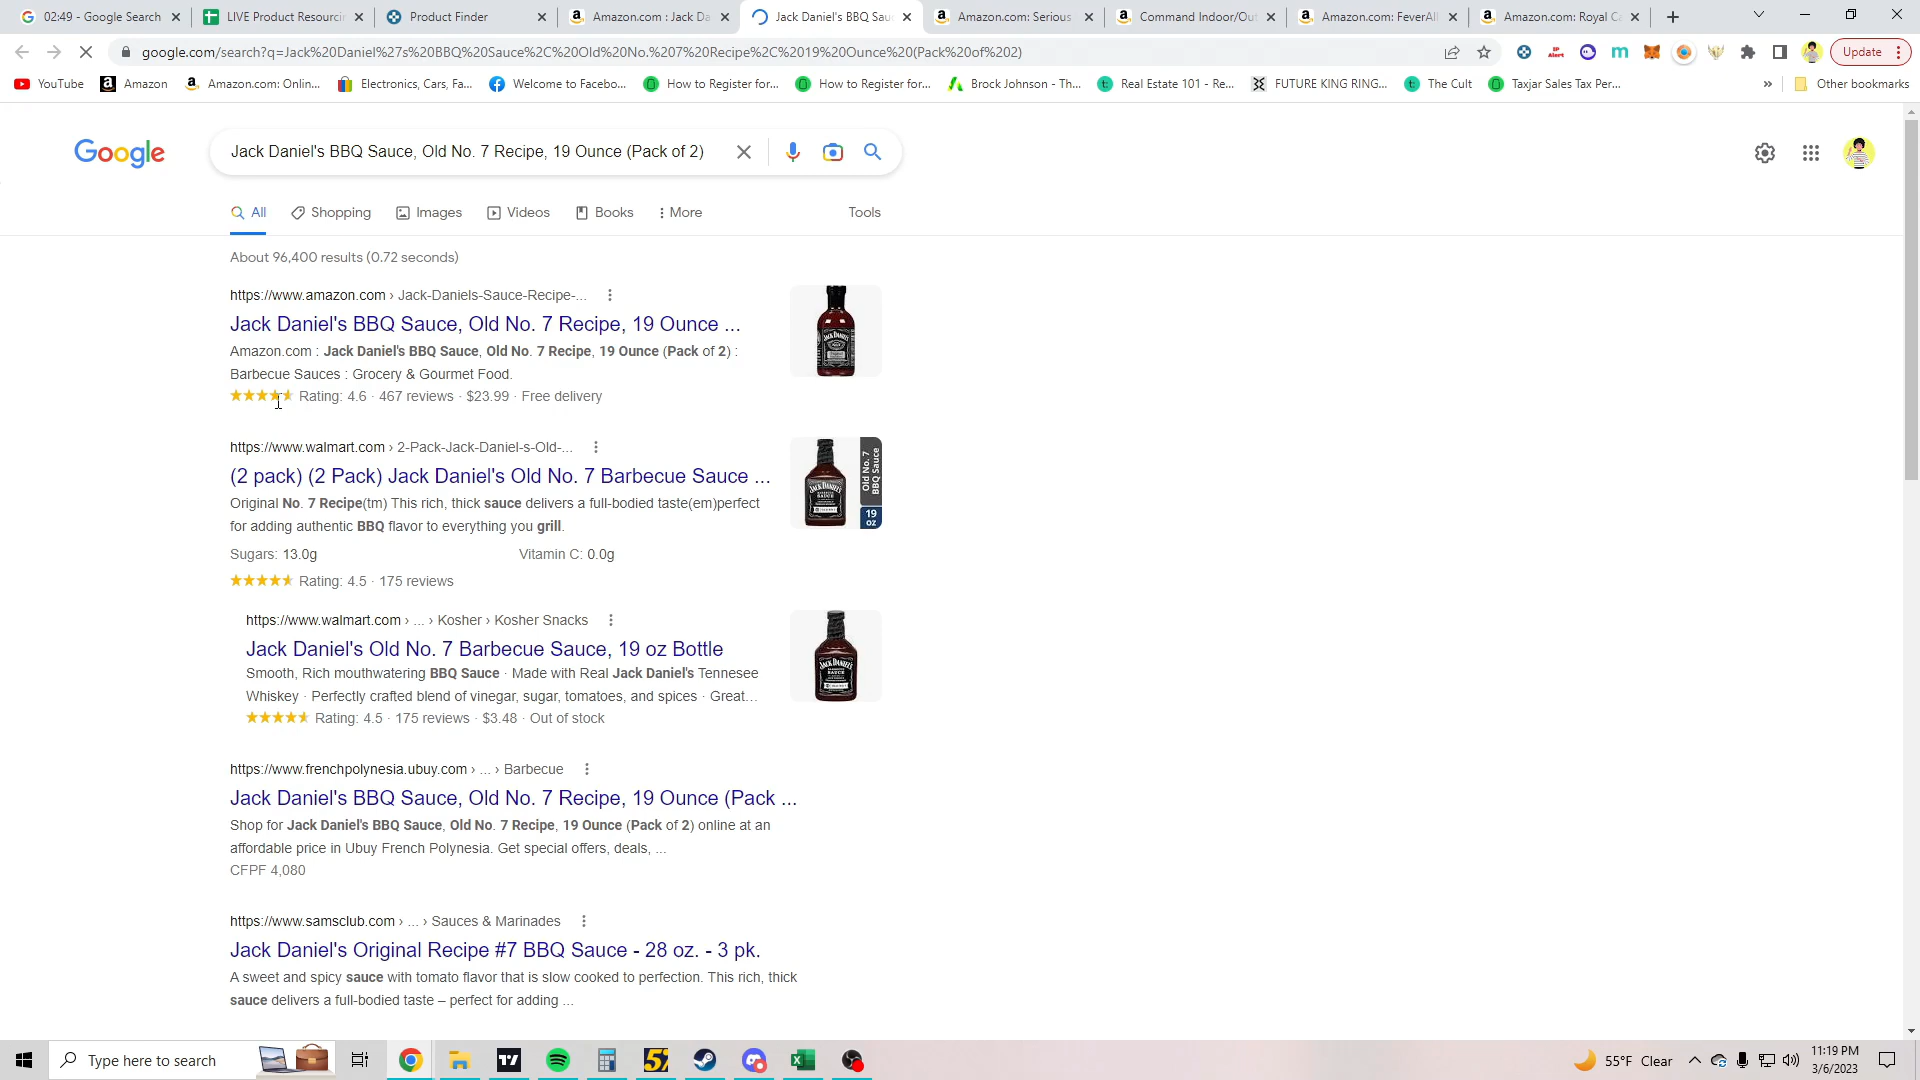 02:49 - Google Search
LIVE Product Resourcin
Product Finder
Amazon.com : Jack Da
Jack Daniel's BBQ Sau
Amazon.com: Serious
Command Indoor/Out
Amazon.com: FeverAll
Amazon.com: Royal Ca
google.com/search?q=Jack%20Daniel%27s%20BBQ%20Sauce%2C%20Old%20No.%207%20Recipe%2C%2019%20Ounce%20(Pack%20of%202)
Update
YouTube
Amazon
Amazon.com: Onlin...
Electronics, Cars, Fa...
Welcome to Facebo...
How to Register for...
How to Register for...
Brock Johnson - Th...
Real Estate 101 - Re...
FUTURE KING RING...
The Cult
Taxjar Sales Tax Per...
Other bookmarks
Google
Jack Daniel's BBQ Sauce, Old No. 7 Recipe, 19 Ounce (Pack of 2)
All
Shopping
Images
Videos
Books
More
Tools
About 96,400 results (0.72 seconds)
https://www.amazon.com › Jack-Daniels-Sauce-Recipe-...
Jack Daniel's BBQ Sauce, Old No. 7 Recipe, 19 Ounce ...
Amazon.com : Jack Daniel's BBQ Sauce, Old No. 7 Recipe, 19 Ounce (Pack of 2) :
Barbecue Sauces : Grocery & Gourmet Food.
Rating: 4.6 · 467 reviews · $23.99 · Free delivery
https://www.walmart.com › 2-Pack-Jack-Daniel-s-Old-...
(2 pack) (2 Pack) Jack Daniel's Old No. 7 Barbecue Sauce ...
Original No. 7 Recipe(tm) This rich, thick sauce delivers a full-bodied taste(em)perfect
for adding authentic BBQ flavor to everything you grill.
Sugars: 13.0g
Vitamin C: 0.0g
Rating: 4.5 · 175 reviews
Old No. 7
BBQ Sauce
19
oz
https://www.walmart.com › ... › Kosher › Kosher Snacks
Jack Daniel's Old No. 7 Barbecue Sauce, 19 oz Bottle
Smooth, Rich mouthwatering BBQ Sauce · Made with Real Jack Daniel's Tennesee
Whiskey · Perfectly crafted blend of vinegar, sugar, tomatoes, and spices · Great...
Rating: 4.5 · 175 reviews · $3.48 · Out of stock
https://www.frenchpolynesia.ubuy.com › ... › Barbecue
Jack Daniel's BBQ Sauce, Old No. 7 Recipe, 19 Ounce (Pack ...
Shop for Jack Daniel's BBQ Sauce, Old No. 7 Recipe, 19 Ounce (Pack of 2) online at an
affordable price in Ubuy French Polynesia. Get special offers, deals, ...
CFPF 4,080
https://www.samsclub.com › ... › Sauces & Marinades
Jack Daniel's Original Recipe #7 BBQ Sauce - 28 oz. - 3 pk.
A sweet and spicy sauce with tomato flavor that is slow cooked to perfection. This rich, thick
sauce delivers a full-bodied taste – perfect for adding ...
Type here to search
55°F Clear
11:19 PM
3/6/2023